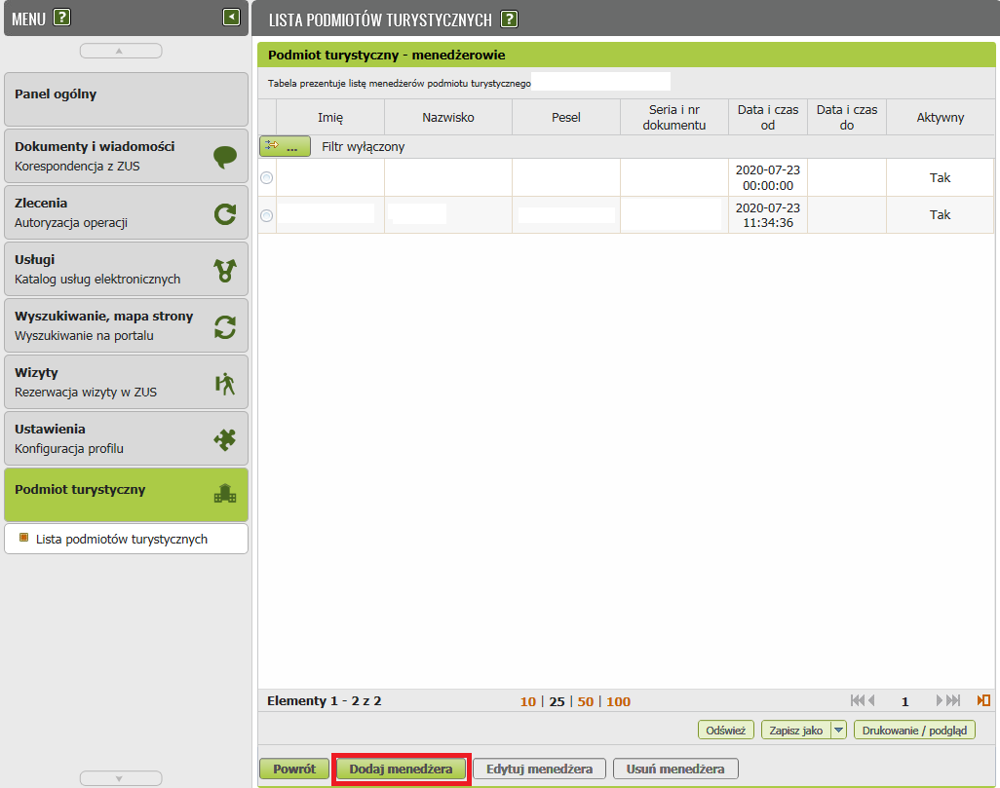 MENU ?
Panel ogólny
Dokumenty i wiadomości
Korespondencja z ZUS
Zlecenia
Autoryzacja operacji
Usługi
Katalog usług elektronicznych
Wyszukiwanie, mapa strony
Wyszukiwanie na portalu
Wizyty
Rezerwacja wizyty w ZUS
Ustawienia
Konfiguracja profilu
Podmiot turystyczny
Lista podmiotów turystycznych
LISTA PODMIOTÓW TURYSTYCZNYCH ?
Podmiot turystyczny - menedżerowie
Tabela prezentuje listę menedżerów podmiotu turystycznego
Imię Nazwisko Pesel Seria i nr dokumentu Data i czas od Data i czas do Aktywny
... Filtr wyłączony
2020-07-23 00:00:00 Tak
2020-07-23 11:34:36 Tak
Elementy 1 - 2 z 2 10 | 25 | 50 | 100 1
Odśwież Zapisz jako Drukowanie / podgląd
Powrót Dodaj menedżera Edytuj menedżera Usuń menedżera